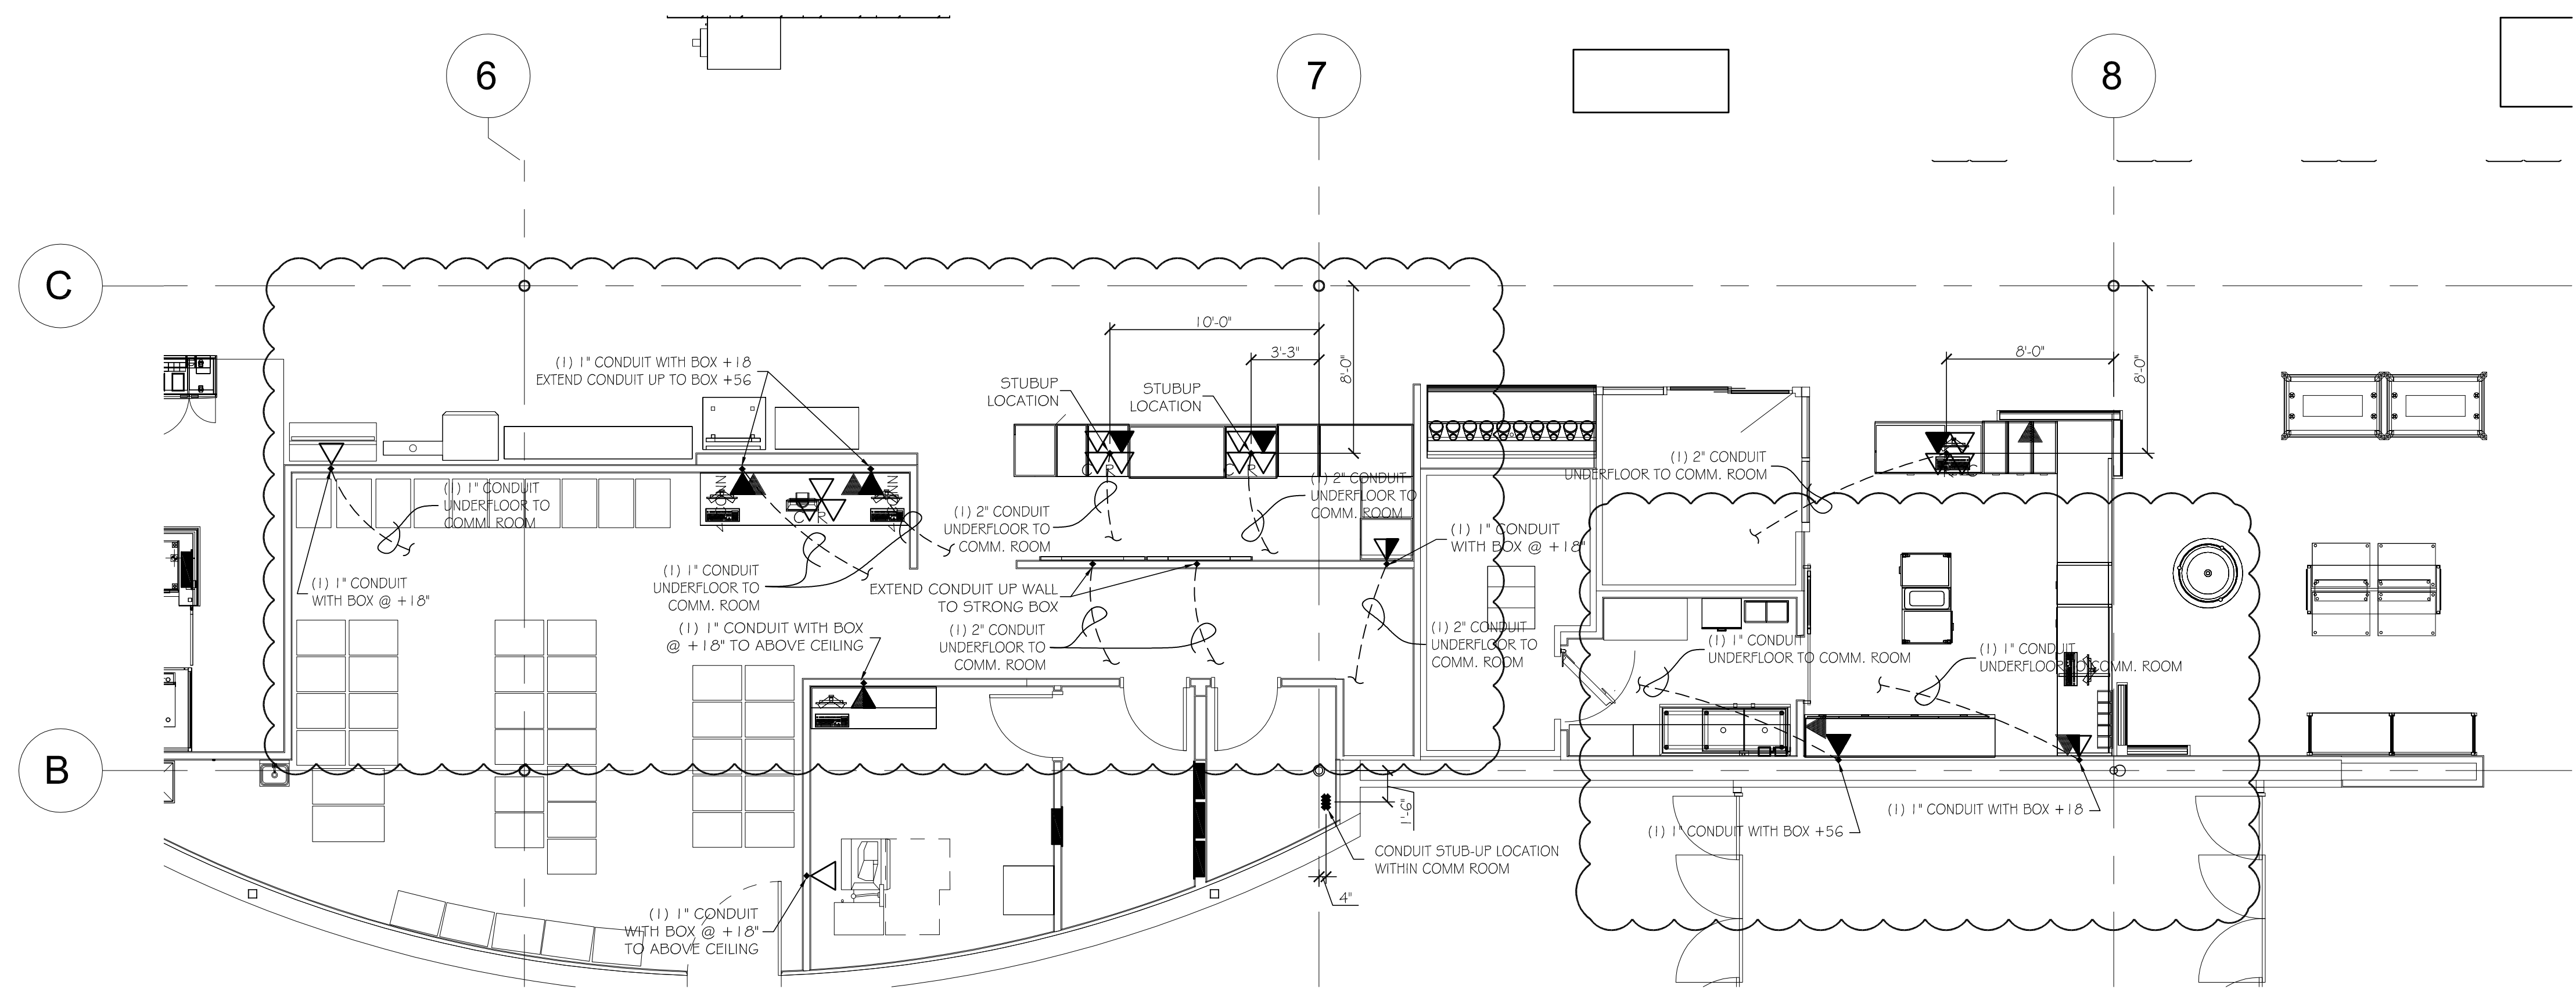 6
7
8
C
B
10'-0"
3'-3"
8'-0"
8'-0"
8'-0"
(1) 1" CONDUIT WITH BOX +18
EXTEND CONDUIT UP TO BOX +56
STUBUP
LOCATION
STUBUP
LOCATION
(1) 1" CONDUIT
UNDERFLOOR TO
COMM. ROOM
(1) 1" CONDUIT
WITH BOX @ +18"
(1) 2" CONDUIT
UNDERFLOOR TO
COMM. ROOM
(1) 2" CONDUIT
UNDERFLOOR TO
COMM. ROOM
(1) 1" CONDUIT
WITH BOX @ +18"
(1) 2" CONDUIT
UNDERFLOOR TO COMM. ROOM
(1) 1" CONDUIT
UNDERFLOOR TO
COMM. ROOM
EXTEND CONDUIT UP WALL
TO STRONG BOX
(1) 1" CONDUIT WITH BOX
@ +18" TO ABOVE CEILING
(1) 2" CONDUIT
UNDERFLOOR TO
COMM. ROOM
(1) 2" CONDUIT
UNDERFLOOR TO
COMM. ROOM
(1) 1" CONDUIT
UNDERFLOOR TO COMM. ROOM
(1) 1" CONDUIT
UNDERFLOOR TO COMM. ROOM
1'-6"
(1) 1" CONDUIT WITH BOX +18
(1) 1" CONDUIT WITH BOX +56
CONDUIT STUB-UP LOCATION
WITHIN COMM ROOM
4"
(1) 1" CONDUIT
WITH BOX @ +18"
TO ABOVE CEILING
C R
C R
C R